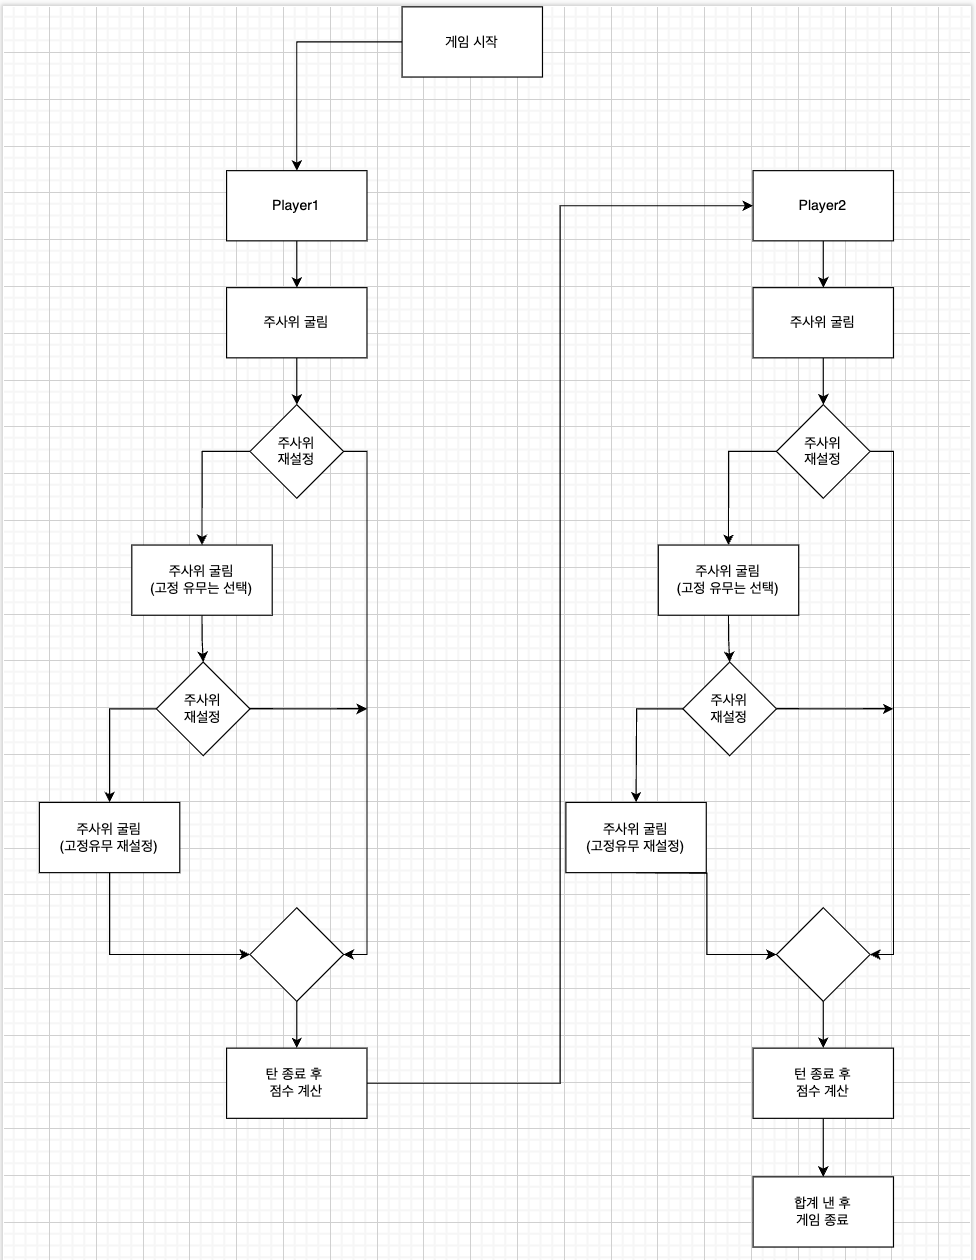 게임 시작
Player1
주사위 굴림
주사위
재설정
주사위 굴림
(고정 유무는 선택)
주사위
재설정
주사위 굴림
(고정유무 재설정)
탄 종료 후
점수 계산
Player2
주사위 굴림
주사위
재설정
주사위 굴림
(고정 유무는 선택)
주사위
재설정
주사위 굴림
(고정유무 재설정)
턴 종료 후
점수 계산
합계 낸 후
게임 종료